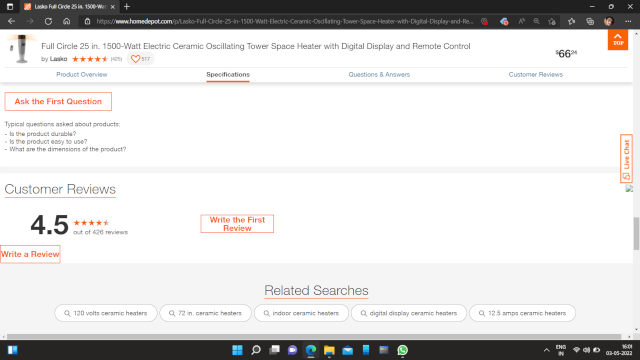 Lasko Full Circle 25 in. 1500-Wat
https://www.homedepot.com/p/Lasko-Full-Circle-25-in-1500-Watt-Electric-Ceramic-Oscillating-Tower-Space-Heater-with-Digital-Display-and-Re...
Full Circle 25 in. 1500-Watt Electric Ceramic Oscillating Tower Space Heater with Digital Display and Remote Control
by Lasko
517
$6624
TOP
Product Overview
Specifications
Questions & Answers
Customer Reviews
Ask the First Question
Typical questions asked about products:
- Is the product durable?
- Is the product easy to use?
- What are the dimensions of the product?
Live Chat
Customer Reviews
4.5
out of 426 reviews
Write the First
Review
Write a Review
Related Searches
120 volts ceramic heaters
72 in. ceramic heaters
indoor ceramic heaters
digital display ceramic heaters
12.5 amps ceramic heaters
ENG
IN
16:01
03-05-2022